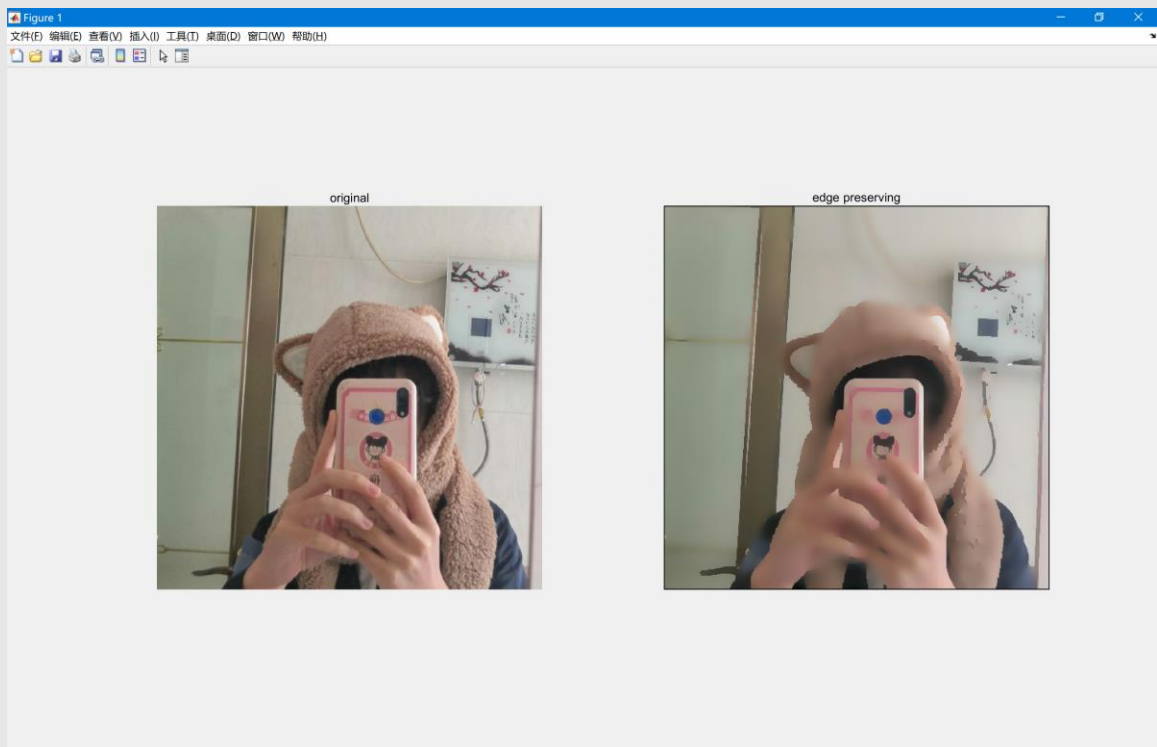 Figure 1
文件(F) 编辑(E) 查看(V) 插入(I) 工具(T) 桌面(D) 窗口(W) 帮助(H)
original
edge preserving